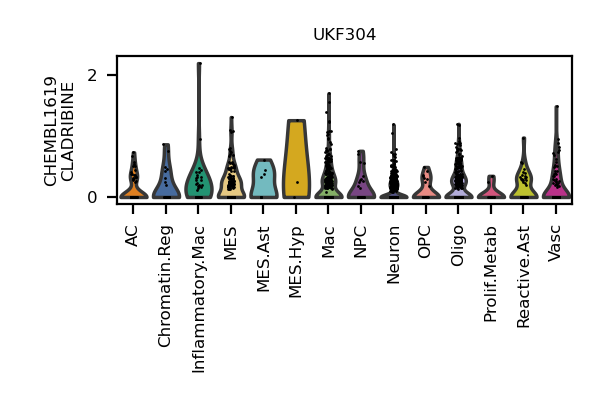 UKF304
CHEMBL1619
CLADRIBINE
2
0
AC
Chromatin.Reg
Inflammatory.Mac
MES
MES.Ast
MES.Hyp
Mac
NPC
Neuron
OPC
Oligo
Prolif.Metab
Reactive.Ast
Vasc